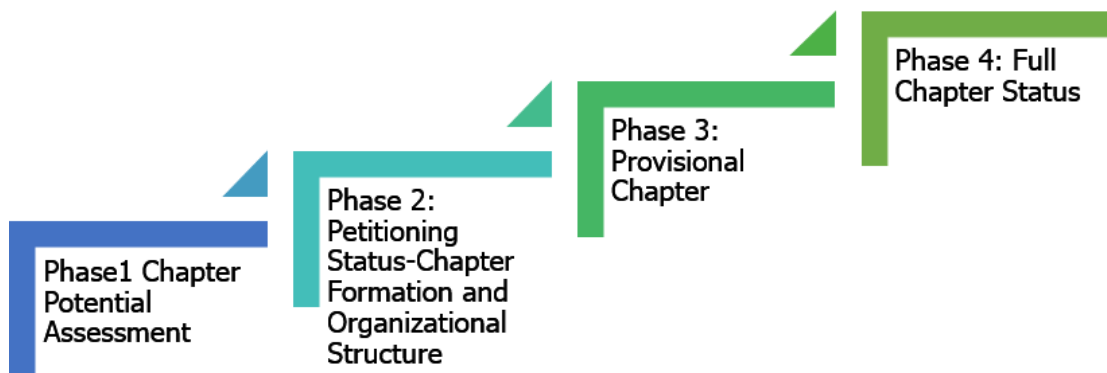 Phase1 Chapter
Potential
Assessment
Phase 2:
Petitioning
Status-Chapter
Formation and
Organizational
Structure
Phase 3:
Provisional
Chapter
Phase 4: Full
Chapter Status